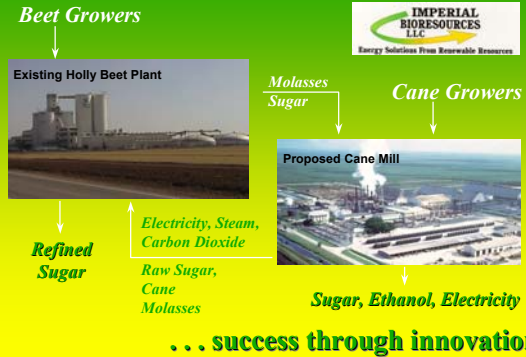 Beet Growers
IMPERIAL
BIORESOURCES
LLC
Energy Solutions From Renewable Resources
Existing Holly Beet Plant
Molasses
Sugar
Cane Growers
Proposed Cane Mill
Electricity, Steam,
Carbon Dioxide
Refined
Sugar
Raw Sugar,
Cane
Molasses
Sugar, Ethanol, Electricity
. . . success through innovatio